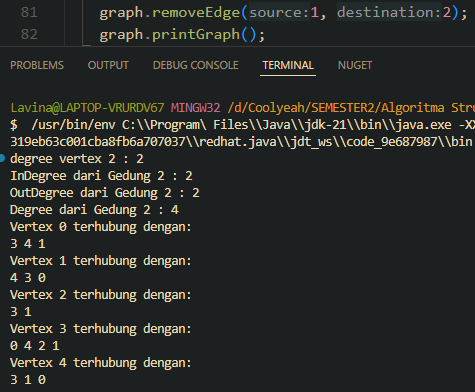 81 graph.removeEdge(source:1, destination:2);
82 graph.printGraph();
PROBLEMS OUTPUT DEBUG CONSOLE TERMINAL NUGET
Lavina@LAPTOP-VRURDV67 MINGW32 /d/Coolyeah/SEMESTER2/Algoritma Stru
$ /usr/bin/env C:\\Program\ Files\\Java\\jdk-21\\bin\\java.exe -XX
319eb63c001cba8fb6a707037\\redhat.java\\jdt_ws\\code_9e687987\\bin
degree vertex 2 : 2
InDegree dari Gedung 2 : 2
OutDegree dari Gedung 2 : 2
Degree dari Gedung 2 : 4
Vertex 0 terhubung dengan:
3 4 1
Vertex 1 terhubung dengan:
4 3 0
Vertex 2 terhubung dengan:
3 1
Vertex 3 terhubung dengan:
0 4 2 1
Vertex 4 terhubung dengan:
3 1 0